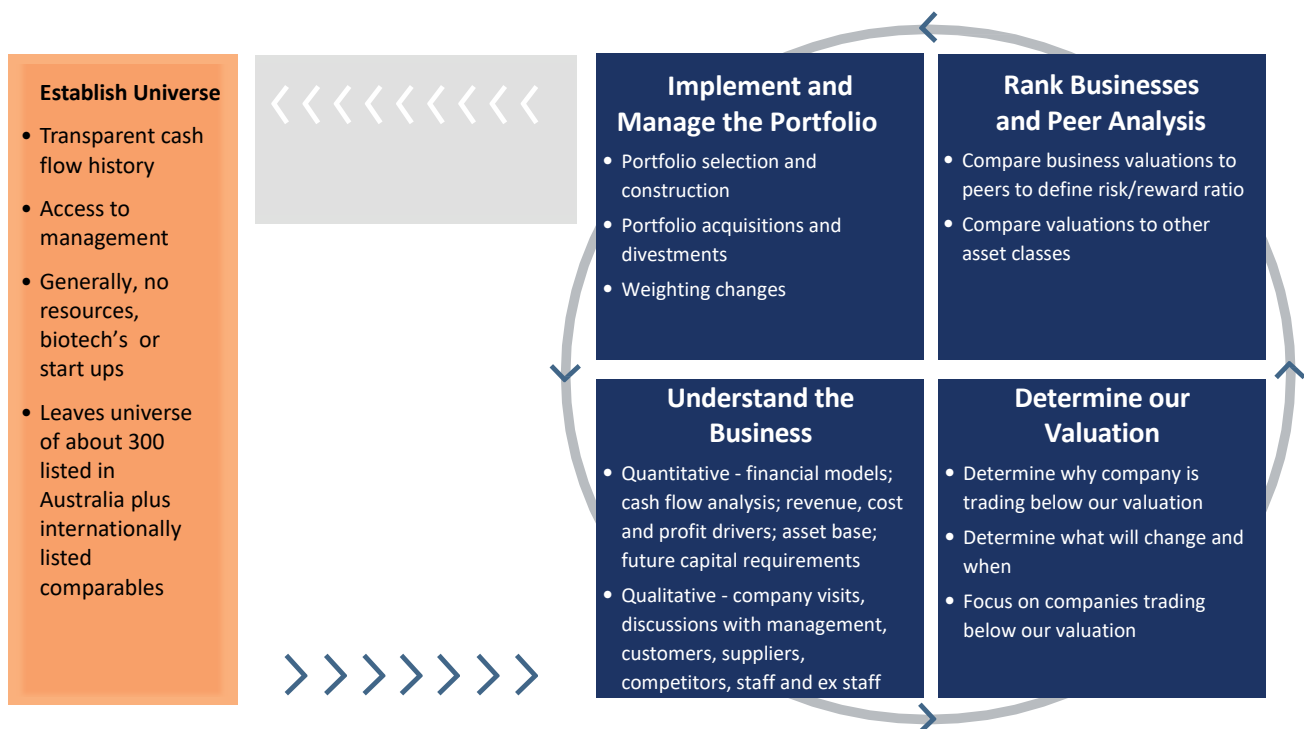 Establish Universe
• Transparent cash
flow history
• Access to
management
• Generally, no
resources,
biotech’s or
start ups
• Leaves universe
of about 300
listed in
Australia plus
internationally
listed
comparables
Implement and
Manage the Portfolio
• Portfolio selection and
construction
• Portfolio acquisitions and
divestments
• Weighting changes
Rank Businesses
and Peer Analysis
• Compare business valuations to
peers to define risk/reward ratio
• Compare valuations to other
asset classes
Understand the
Business
• Quantitative - financial models;
cash flow analysis; revenue, cost
and profit drivers; asset base;
future capital requirements
• Qualitative - company visits,
discussions with management,
customers, suppliers,
competitors, staff and ex staff
Determine our
Valuation
• Determine why company is
trading below our valuation
• Determine what will change and
when
• Focus on companies trading
below our valuation